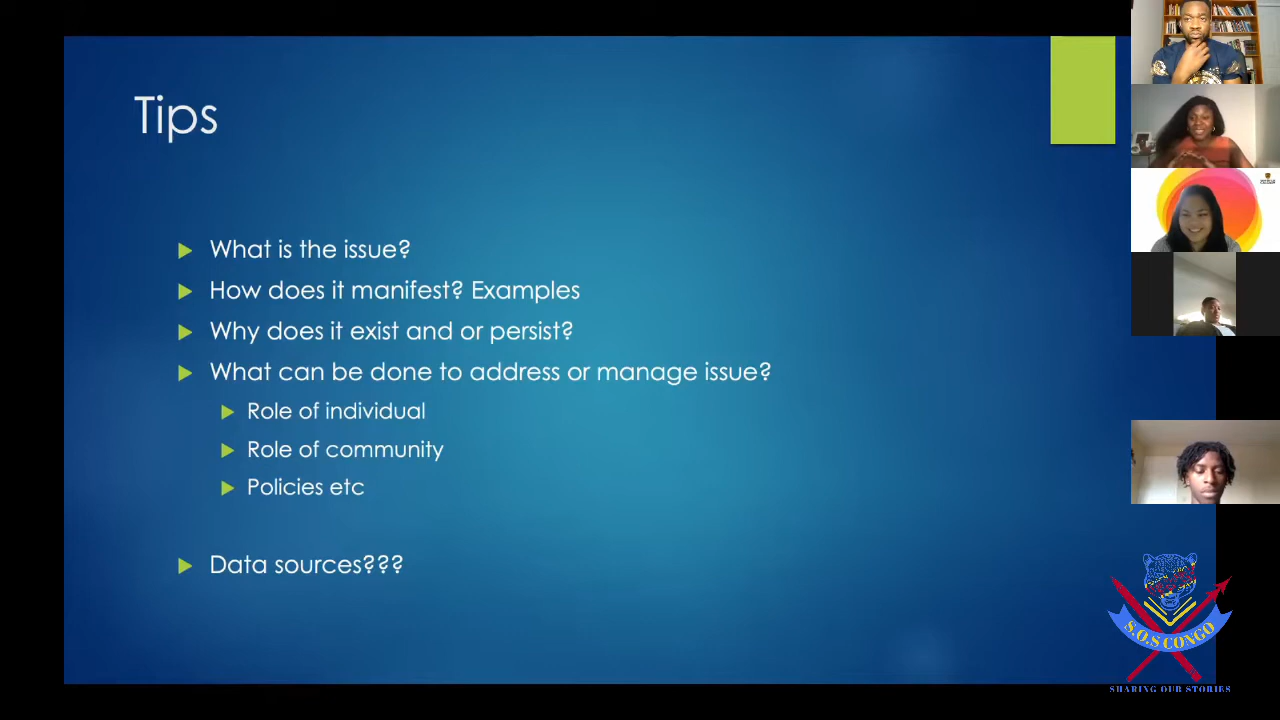 Tips
What is the issue?
How does it manifest? Examples
Why does it exist and or persist?
What can be done to address or manage issue?
Role of individual
Role of community
Policies etc
Data sources???
S.O.S CONGO
SHARING OUR STORIES